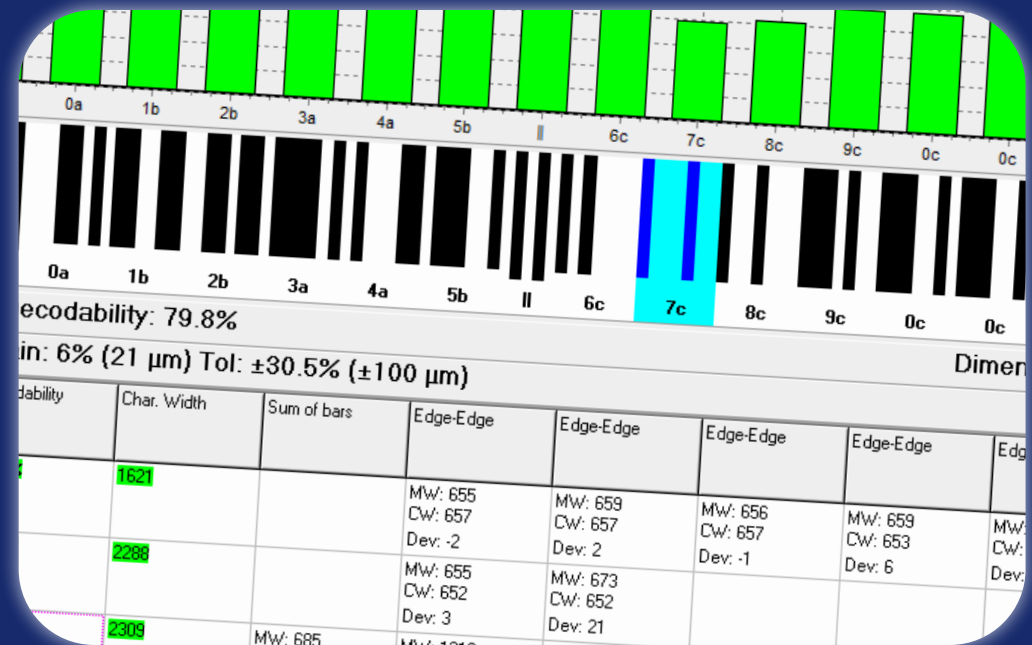 0a 1b 2b 3a 4a 5b || 6c 7c 8c 9c 0c 0c
0a 1b 2b 3a 4a 5b || 6c 7c 8c 9c 0c 0c
ecodability: 79.8%
Dimen
in: 6% (21 µm) Tol: ±30.5% (±100 µm)
dability Char. Width Sum of bars Edge-Edge Edge-Edge Edge-Edge Edge-Edge Edg
1621 MW: 655 MW: 659 MW: 656 MW: 659 MW:
CW: 657 CW: 657 CW: 657 CW: 653 CW:
Dev: -2 Dev: 2 Dev: -1 Dev: 6 Dev:
2288 MW: 655 MW: 673
CW: 652 CW: 652
Dev: 3 Dev: 21
2309 MW: 685